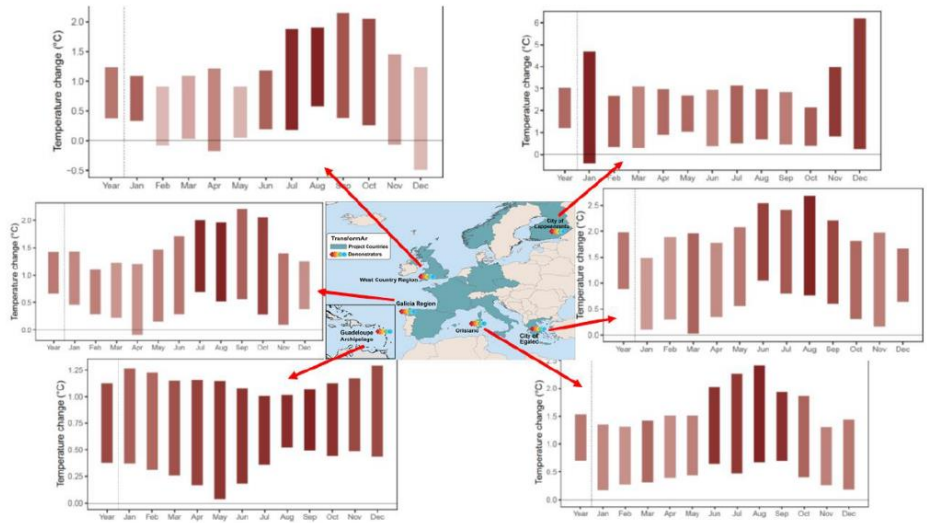 Temperature change (°C)
2.0
1.5
1.0
0.5
0.0
−0.5
Year Jan Feb Mar Apr May Jun Jul Aug Sep Oct Nov Dec
Temperature change (°C)
6
5
4
3
2
1
0
Year Jan Feb Mar Apr May Jun Jul Aug Sep Oct Nov Dec
Temperature change (°C)
2.0
1.5
1.0
0.5
0.0
Year Jan Feb Mar Apr May Jun Jul Aug Sep Oct Nov Dec
TransformAr
Project Countries
Demonstrators
City of
Lappeenranta
West Country Region
Galicia Region
Guadeloupe
Archipelago
Oristano
City of
Egaleo
Temperature change (°C)
2.5
2.0
1.5
1.0
0.5
0.0
Year Jan Feb Mar Apr May Jun Jul Aug Sep Oct Nov Dec
Temperature change (°C)
1.25
1.00
0.75
0.50
0.25
0.00
Year Jan Feb Mar Apr May Jun Jul Aug Sep Oct Nov Dec
Temperature change (°C)
2.5
2.0
1.5
1.0
0.5
0.0
Year Jan Feb Mar Apr May Jun Jul Aug Sep Oct Nov Dec